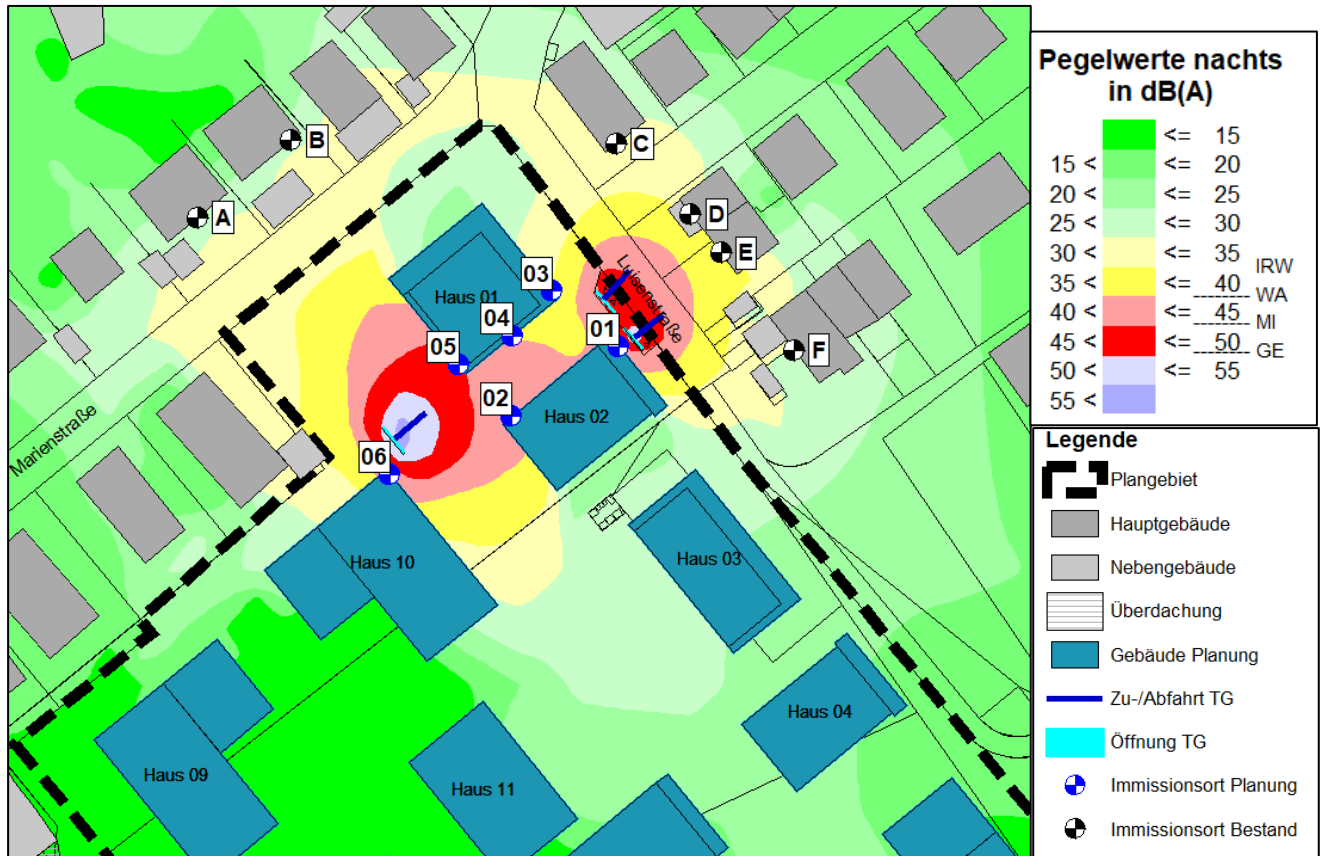 B
C
A
D
E
03
Haus 01
Luisenstraße
04
01
05
F
02
Haus 02
Marienstraße
06
Haus 10
Haus 03
Haus 04
Haus 09
Haus 11
Pegelwerte nachts
in dB(A)
<= 15
15 < <= 20
20 < <= 25
25 < <= 30
30 < <= 35
IRW
35 < <= 40
WA
40 < <= 45
MI
45 < <= 50
GE
50 < <= 55
55 <
Legende
Plangebiet
Hauptgebäude
Nebengebäude
Überdachung
Gebäude Planung
Zu-/Abfahrt TG
Öffnung TG
Immissionsort Planung
Immissionsort Bestand